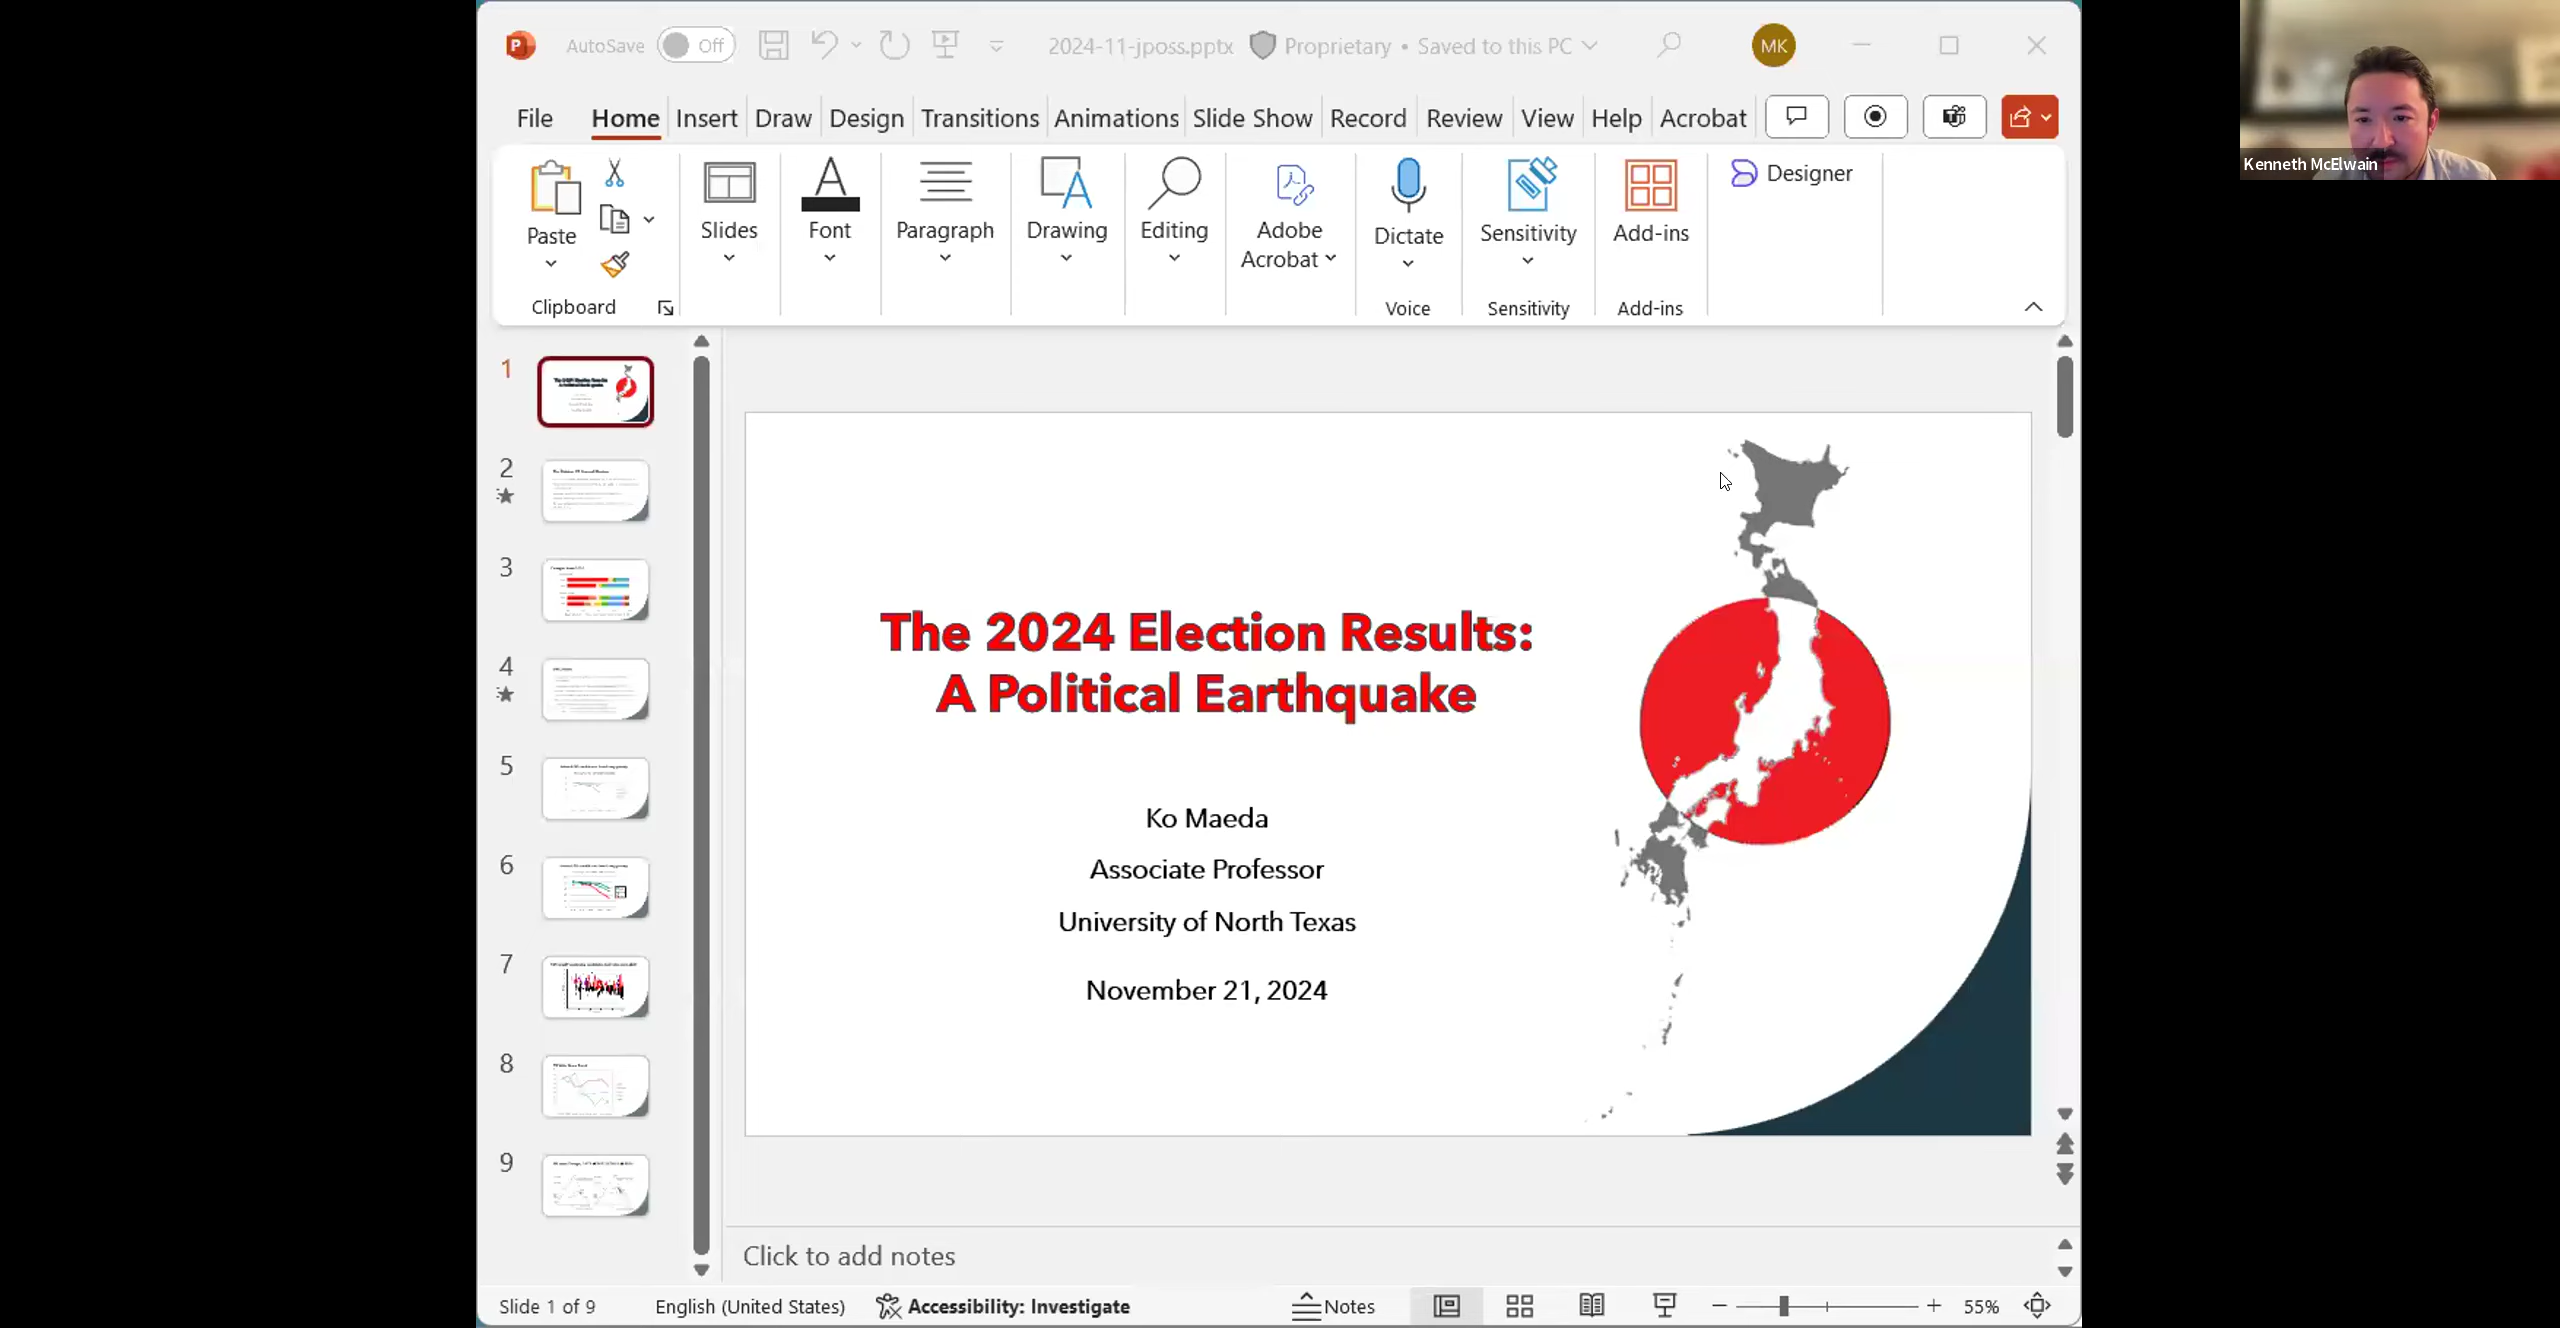 AutoSave Off 2024-11-jposs.pptx Proprietary • Saved to this PC MK
File Home Insert Draw Design Transitions Animations Slide Show Record Review View Help Acrobat
Paste Slides Font Paragraph Drawing Editing Adobe Acrobat Dictate Sensitivity Add-ins Designer
Clipboard Voice Sensitivity Add-ins
Kenneth McElwain
1
2
3
4
5
6
7
8
9
The 2024 Election Results:
A Political Earthquake
Ko Maeda
Associate Professor
University of North Texas
November 21, 2024
Click to add notes
Slide 1 of 9 English (United States) Accessibility: Investigate Notes 55%